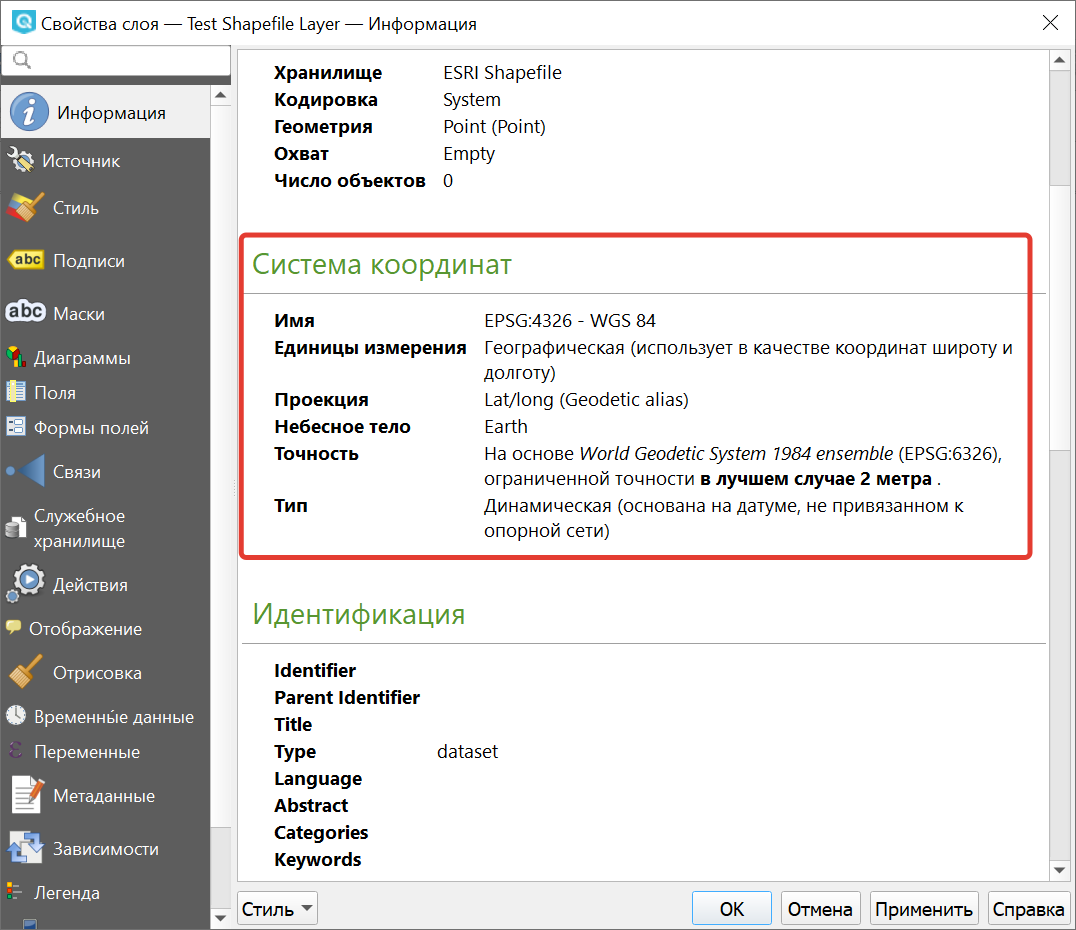 Свойства слоя — Test Shapefile Layer — Информация
Информация
Источник
Стиль
abc Подписи
abc Маски
Диаграммы
Поля
Формы полей
Связи
Служебное
хранилище
Действия
Отображение
Отрисовка
Временны́е данные
ε Переменные
Метаданные
Зависимости
Легенда
Хранилище ESRI Shapefile
Кодировка System
Геометрия Point (Point)
Охват Empty
Число объектов 0
Система координат
Имя EPSG:4326 - WGS 84
Единицы измерения Географическая (использует в качестве координат широту и
долготу)
Проекция Lat/long (Geodetic alias)
Небесное тело Earth
Точность На основе World Geodetic System 1984 ensemble (EPSG:6326),
ограниченной точности в лучшем случае 2 метра .
Тип Динамическая (основана на датуме, не привязанном к
опорной сети)
Идентификация
Identifier
Parent Identifier
Title
Type dataset
Language
Abstract
Categories
Keywords
Стиль OK Отмена Применить Справка